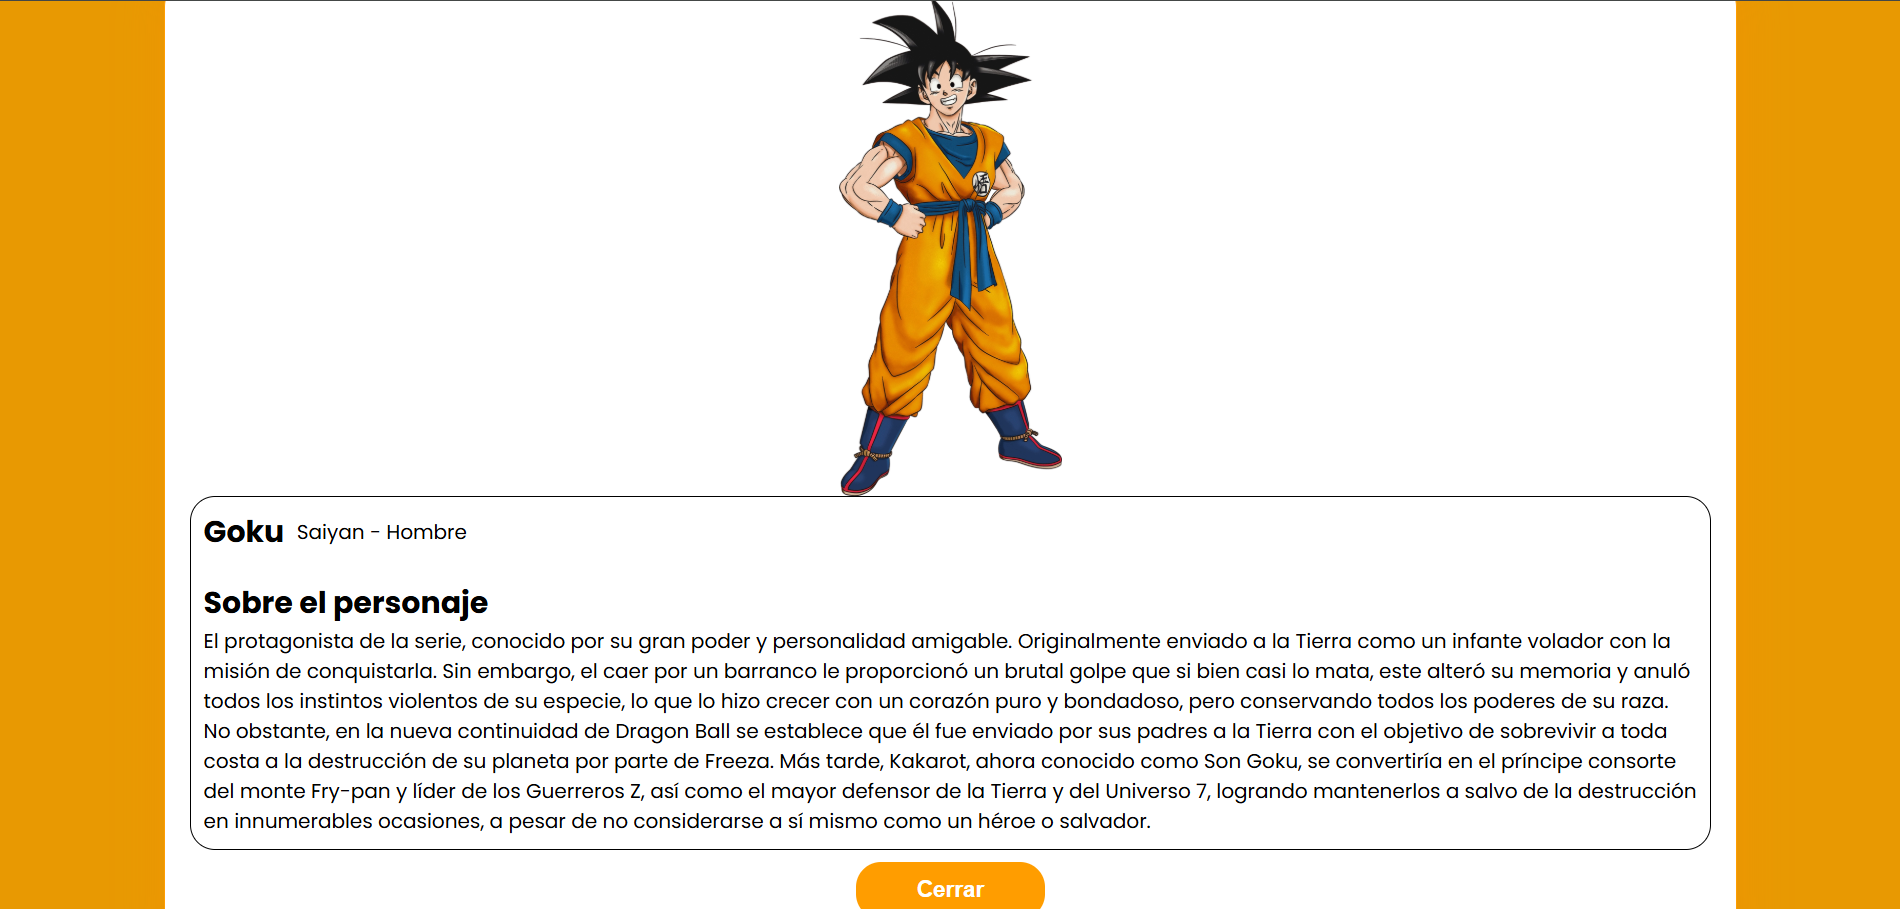 悟
Goku Saiyan - Hombre
Sobre el personaje
El protagonista de la serie, conocido por su gran poder y personalidad amigable. Originalmente enviado a la Tierra como un infante volador con la
misión de conquistarla. Sin embargo, el caer por un barranco le proporcionó un brutal golpe que si bien casi lo mata, este alteró su memoria y anuló
todos los instintos violentos de su especie, lo que lo hizo crecer con un corazón puro y bondadoso, pero conservando todos los poderes de su raza.
No obstante, en la nueva continuidad de Dragon Ball se establece que él fue enviado por sus padres a la Tierra con el objetivo de sobrevivir a toda
costa a la destrucción de su planeta por parte de Freeza. Más tarde, Kakarot, ahora conocido como Son Goku, se convertiría en el príncipe consorte
del monte Fry-pan y líder de los Guerreros Z, así como el mayor defensor de la Tierra y del Universo 7, logrando mantenerlos a salvo de la destrucción
en innumerables ocasiones, a pesar de no considerarse a sí mismo como un héroe o salvador.
Cerrar